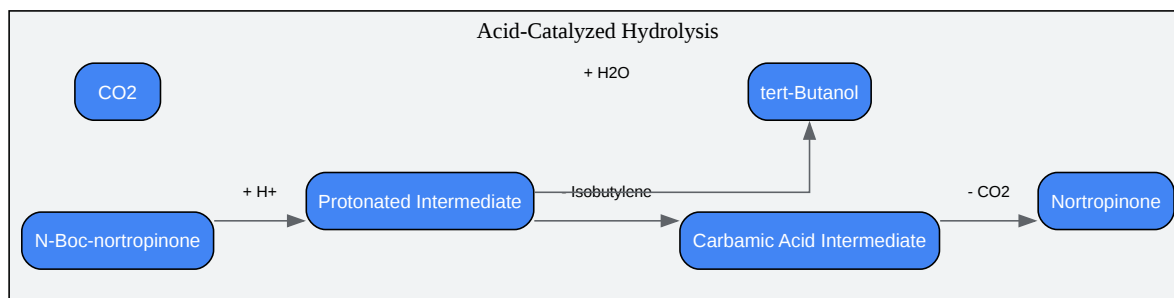 Acid-Catalyzed Hydrolysis
CO2
+ H2O
tert-Butanol
+ H+
Protonated Intermediate
- Isobutylene
- CO2
Nortropinone
N-Boc-nortropinone
Carbamic Acid Intermediate